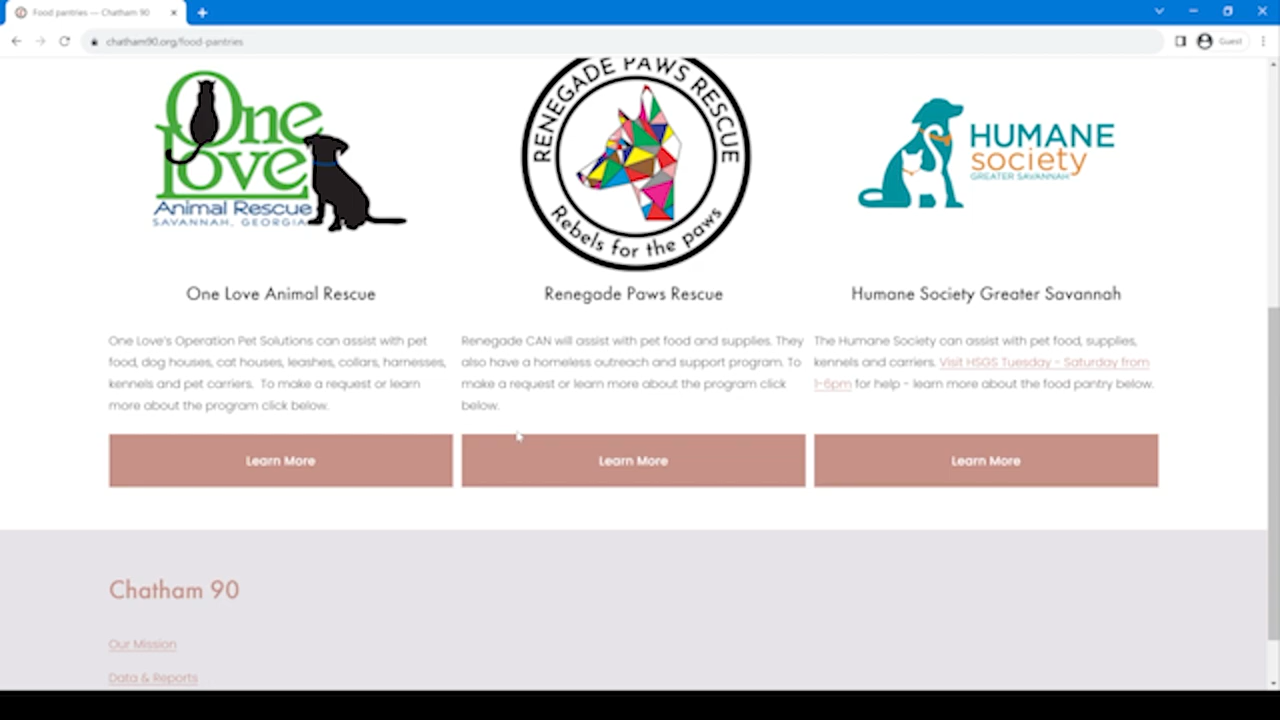 Food pantries — Chatham 90
chatham90.org/food-pantries
Guest
One Love
Animal Rescue
SAVANNAH, GEORGIA
RENEGADE PAWS RESCUE
Rebels for the paws
HUMANE
society
GREATER SAVANNAH
One Love Animal Rescue
One Love's Operation Pet Solutions can assist with pet
food, dog houses, cat houses, leashes, collars, harnesses,
kennels and pet carriers. To make a request or learn
more about the program click below.
Learn More
Renegade Paws Rescue
Renegade CAN will assist with pet food and supplies. They
also have a homeless outreach and support program. To
make a request or learn more about the program click
below.
Learn More
Humane Society Greater Savannah
The Humane Society can assist with pet food, supplies,
kennels and carriers. Visit HSGS Tuesday - Saturday from
1-6pm for help - learn more about the food pantry below.
Learn More
Chatham 90
Our Mission
Data & Reports